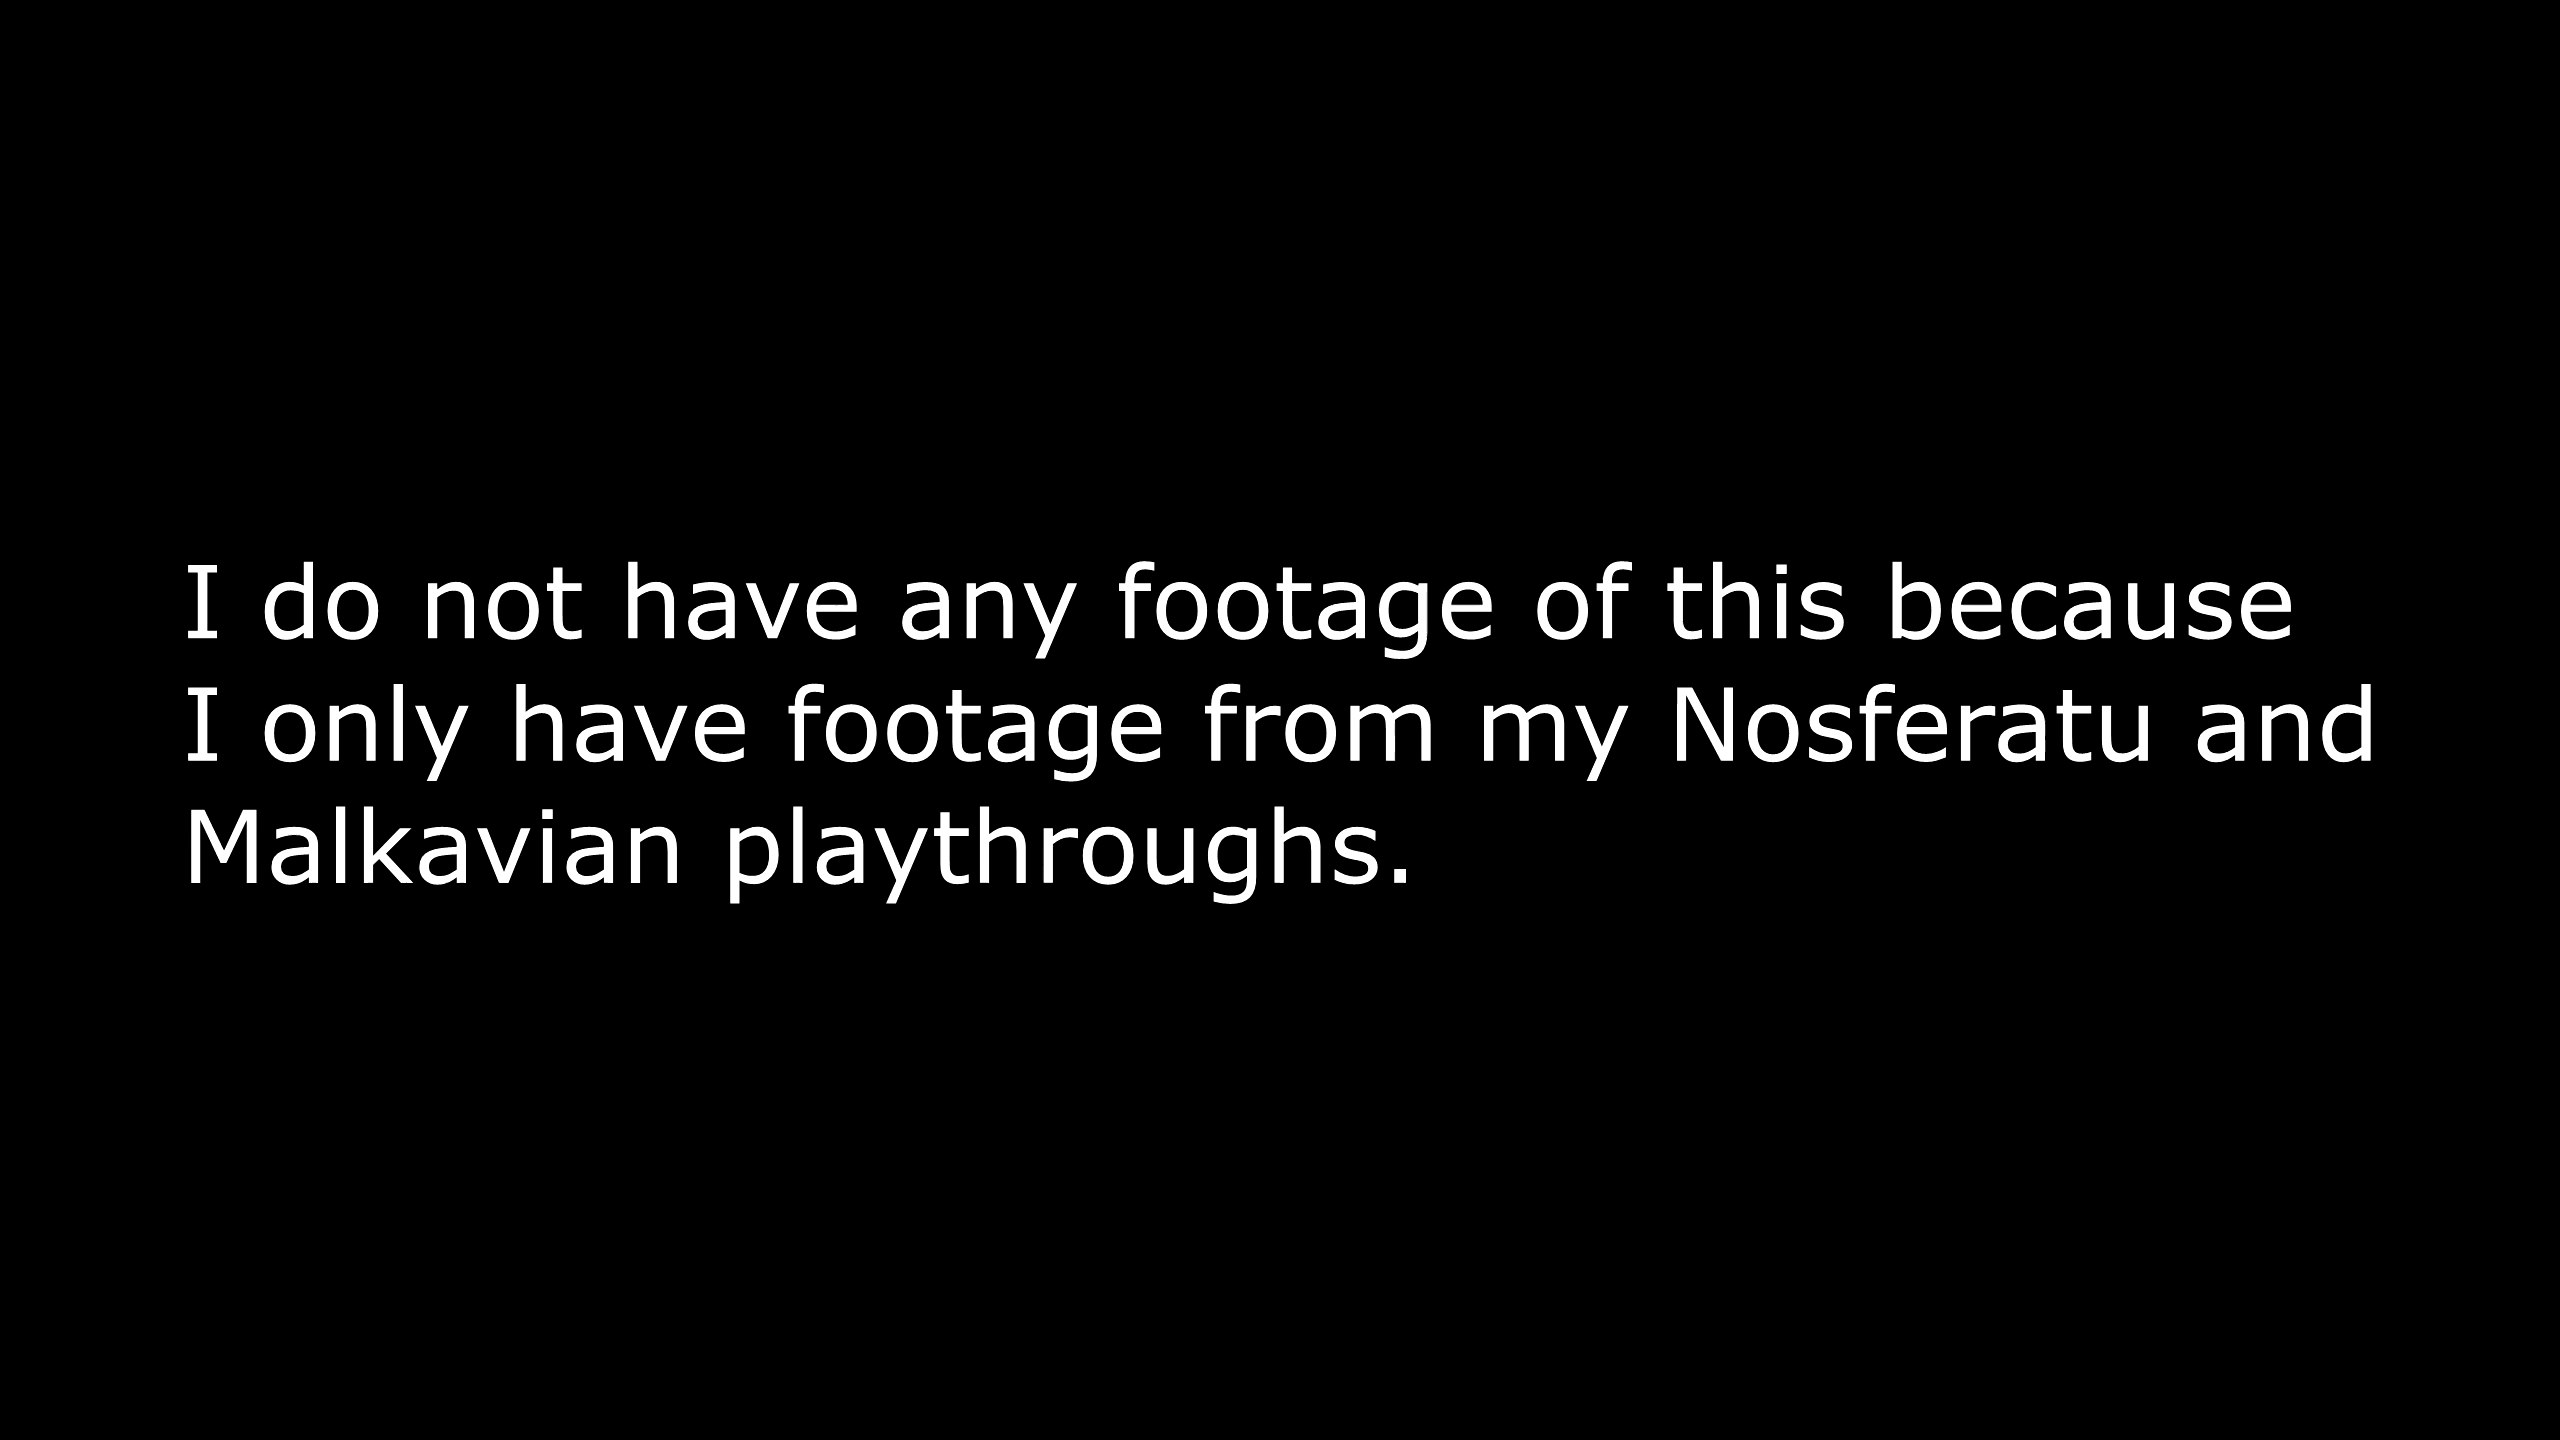 I do not have any footage of this because
I only have footage from my Nosferatu and
Malkavian playthroughs.